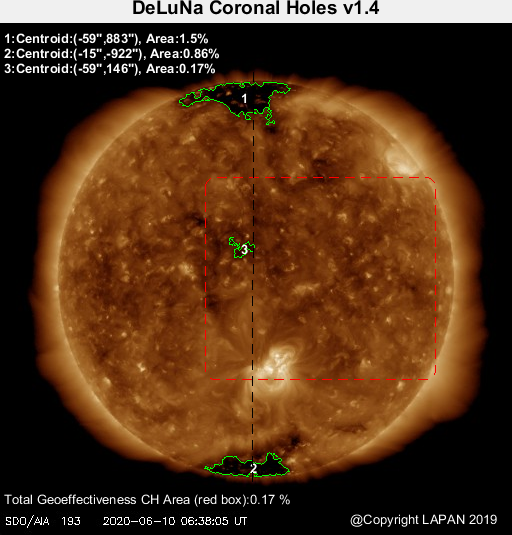 DeLuNa Coronal Holes v1.4
1:Centroid:(-59",883"), Area:1.5%
2:Centroid:(-15",-922"), Area:0.86%
3:Centroid:(-59",146"), Area:0.17%
1
3
2
Total Geoeffectiveness CH Area (red box):0.17 %
SDO/AIA 193 2020-06-10 06:38:05 UT
@Copyright LAPAN 2019